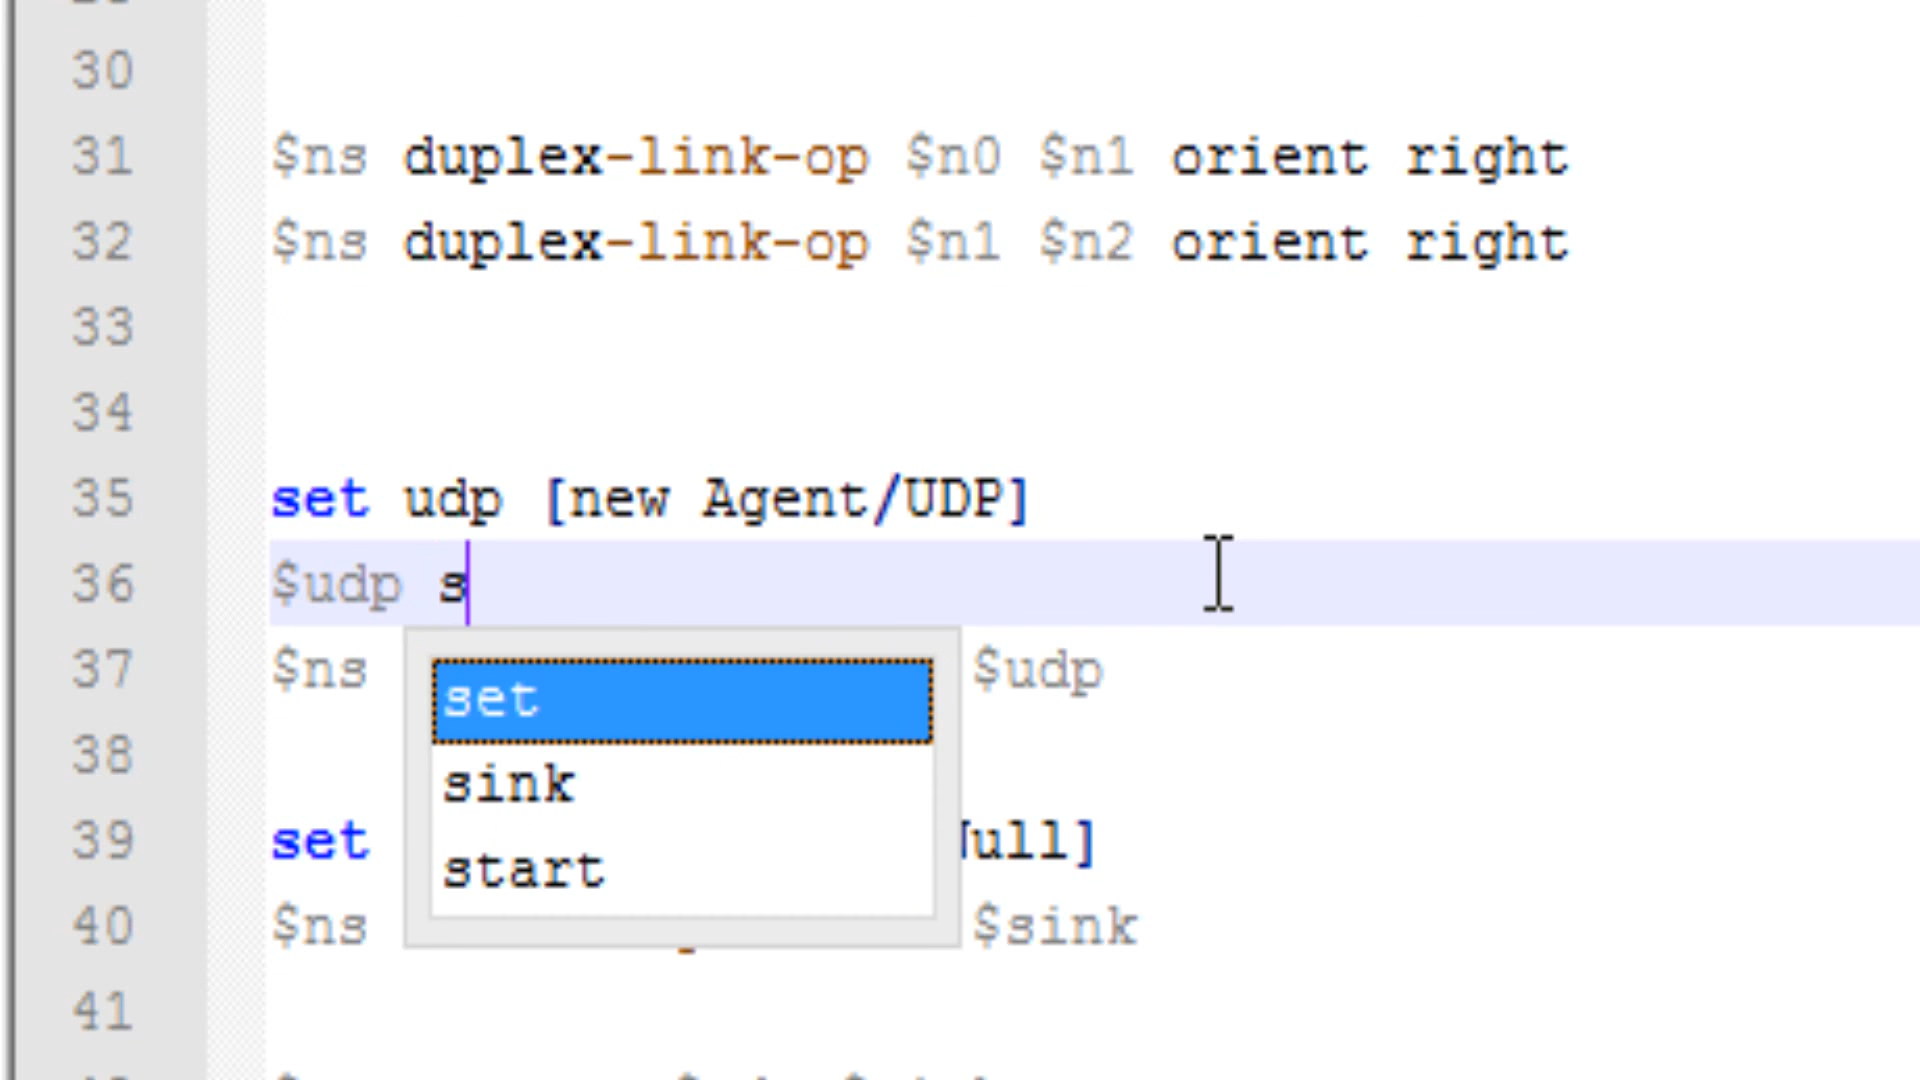 30
31 $ns duplex-link-op $n0 $n1 orient right
32 $ns duplex-link-op $n1 $n2 orient right
33
34
35 set udp [new Agent/UDP]
36 $udp s
37 $ns $udp
set
38
sink
39 set ull]
start
40 $ns $sink
41